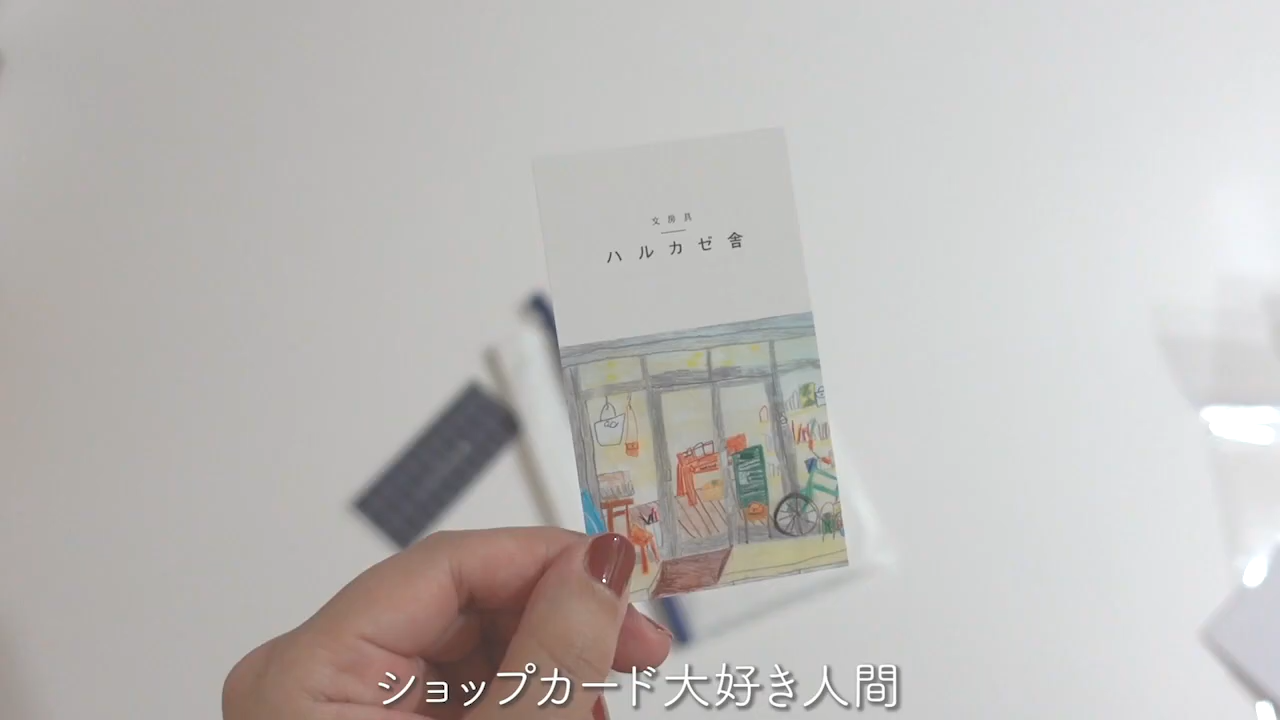 文房具
ハルカゼ舎
ショップカード大好き人間